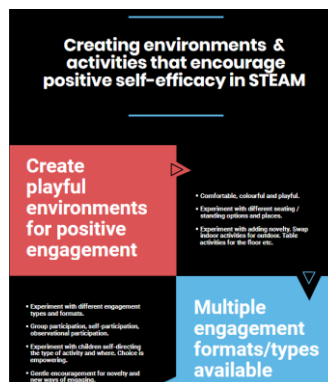 Creating environments &
activities that encourage
positive self-efficacy in STEAM
Create
playful
environments
for positive
engagement
• Comfortable, colourful and playful.
• Experiment with different seating /
standing options and places.
• Experiment with adding novelty. Swap
indoor activities for outdoor. Table
activities for the floor etc.
• Experiment with different engagement
types and formats.
• Group participation, self-participation,
observational participation.
• Experiment with children self-directing
the type of activity and where. Choice is
empowering.
• Gentle encouragement for novelty and
new ways of engaging.
Multiple
engagement
formats/types
available